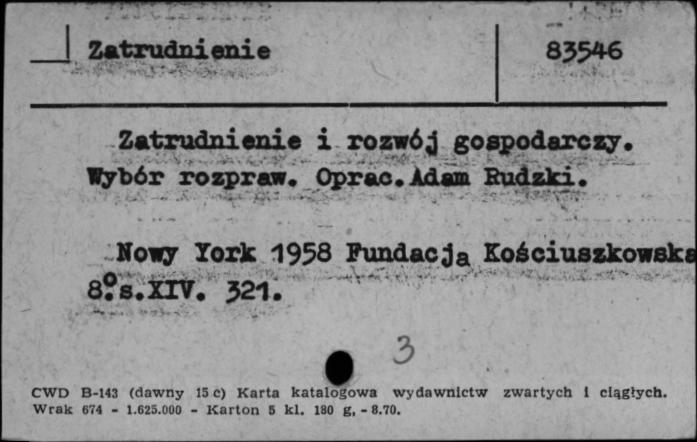 Zatrudnienie 83546
Zatrudnienie i rozwój gospodarczy.
Wybór rozpraw. Oprac.Adam Rudzki.
Nowy York 1958 Fundacja Kościuszkowska
8.°s.XIV. 321.
3
CWD B-143 (dawny 15 c) Karta katalogowa wydawnictw zwartych i ciągłych.
Wrak 674 - 1.625.000 - Karton 5 kl. 180 g, - 8.70.